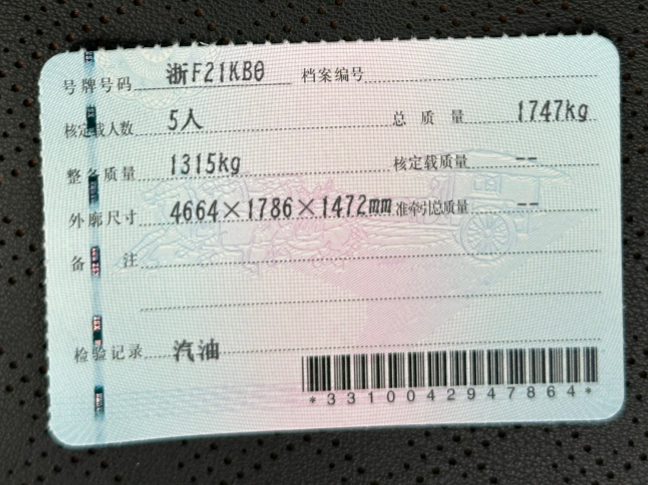 号牌号码 浙F21KB0 档案编号
核定载人数 5人 总质量 1747kg
整备质量 1315kg 核定载质量 --
外廓尺寸 4664×1786×1472mm 准牵引总质量 --
备注
检验记录 汽油
*3310042947864*